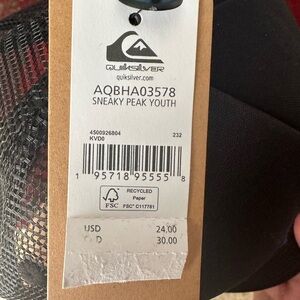 QUIKSILVER
quiksilver.com
AQBHA03578
SNEAKY PEAK YOUTH
4500926804 232
KVD0
1 95718 95555 8
FSC
RECYCLED
Paper
FSC® C117781
USD 24.00
30.00